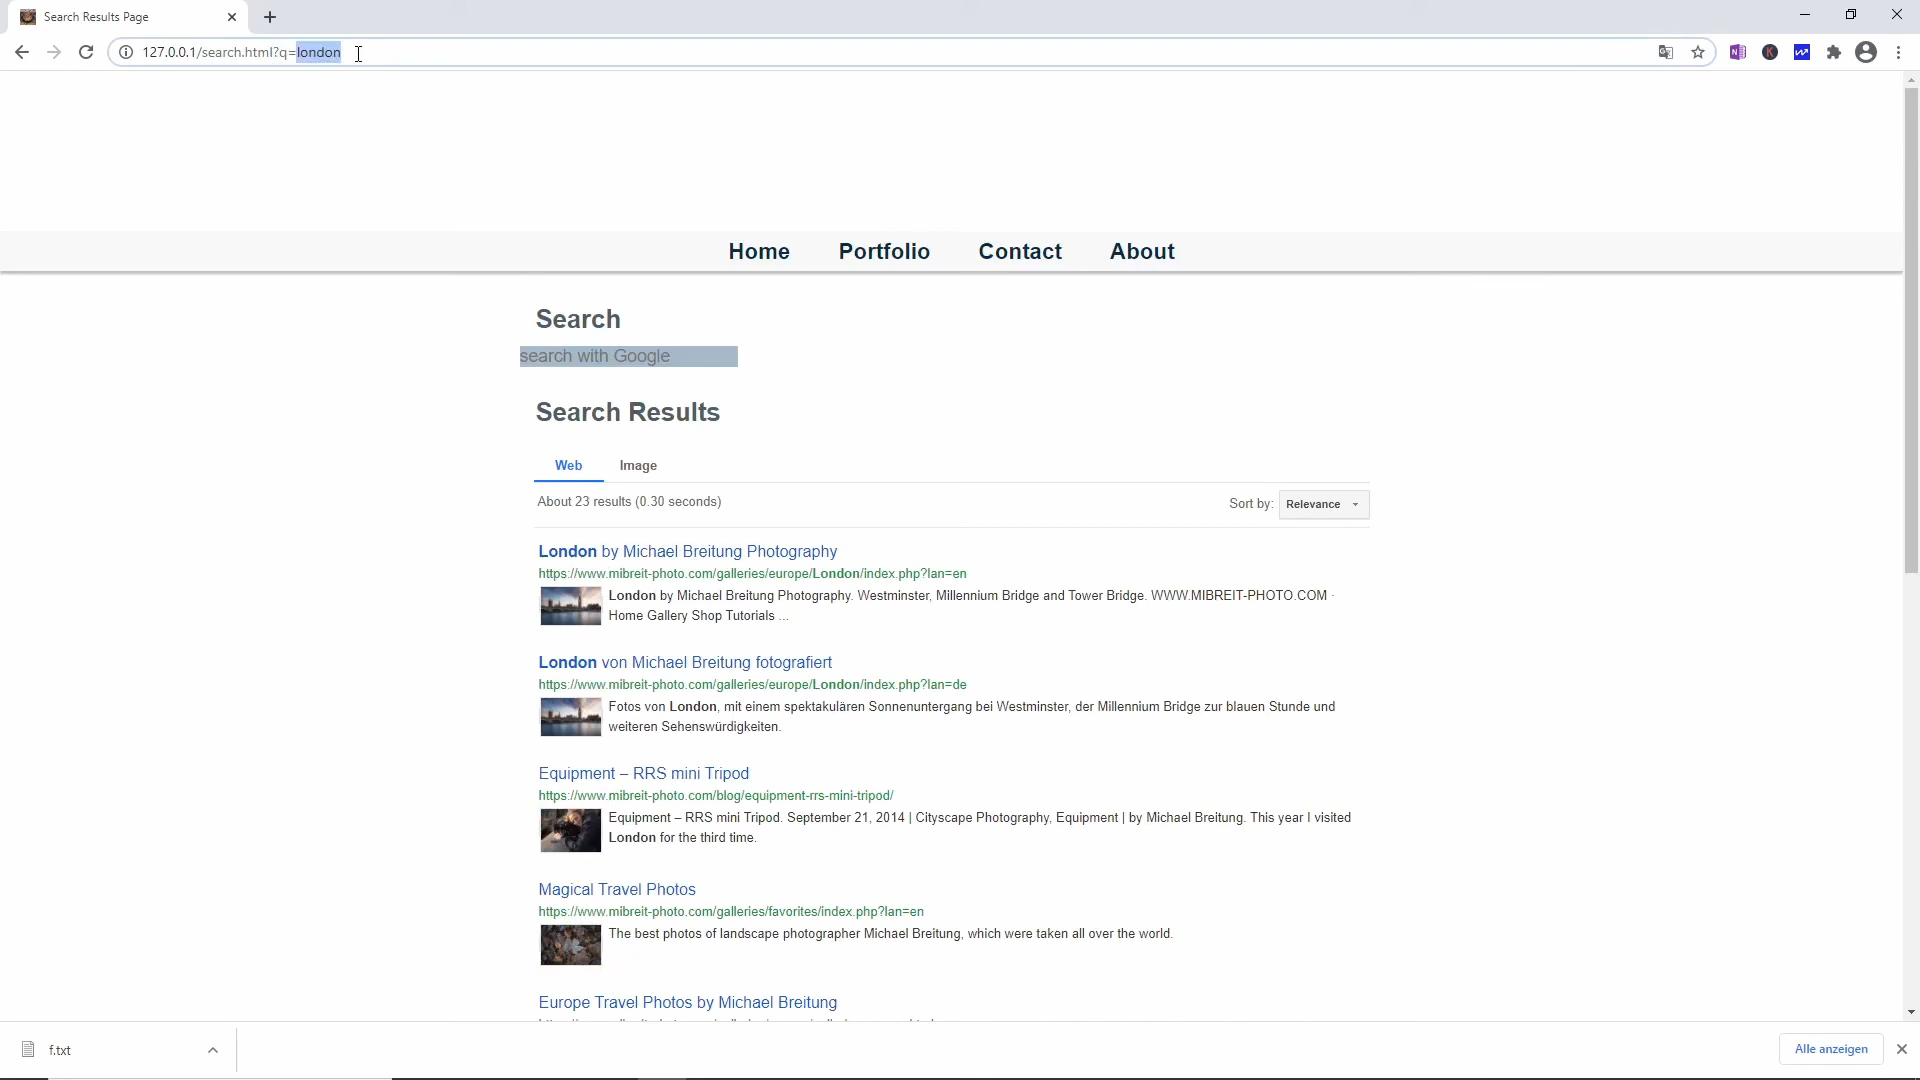 Search Results Page
127.0.0.1/search.html?q=london
Home Portfolio Contact About
Search
search with Google
Search Results
Web Image
About 23 results (0.30 seconds)
Sort by: Relevance
London by Michael Breitung Photography
https://www.mibreit-photo.com/galleries/europe/London/index.php?lan=en
London by Michael Breitung Photography. Westminster, Millennium Bridge and Tower Bridge. WWW.MIBREIT-PHOTO.COM ·
Home Gallery Shop Tutorials ...
London von Michael Breitung fotografiert
https://www.mibreit-photo.com/galleries/europe/London/index.php?lan=de
Fotos von London, mit einem spektakulären Sonnenuntergang bei Westminster, der Millennium Bridge zur blauen Stunde und
weiteren Sehenswürdigkeiten.
Equipment – RRS mini Tripod
https://www.mibreit-photo.com/blog/equipment-rrs-mini-tripod/
Equipment – RRS mini Tripod. September 21, 2014 | Cityscape Photography, Equipment | by Michael Breitung. This year I visited
London for the third time.
Magical Travel Photos
https://www.mibreit-photo.com/galleries/favorites/index.php?lan=en
The best photos of landscape photographer Michael Breitung, which were taken all over the world.
Europe Travel Photos by Michael Breitung
f.txt
Alle anzeigen